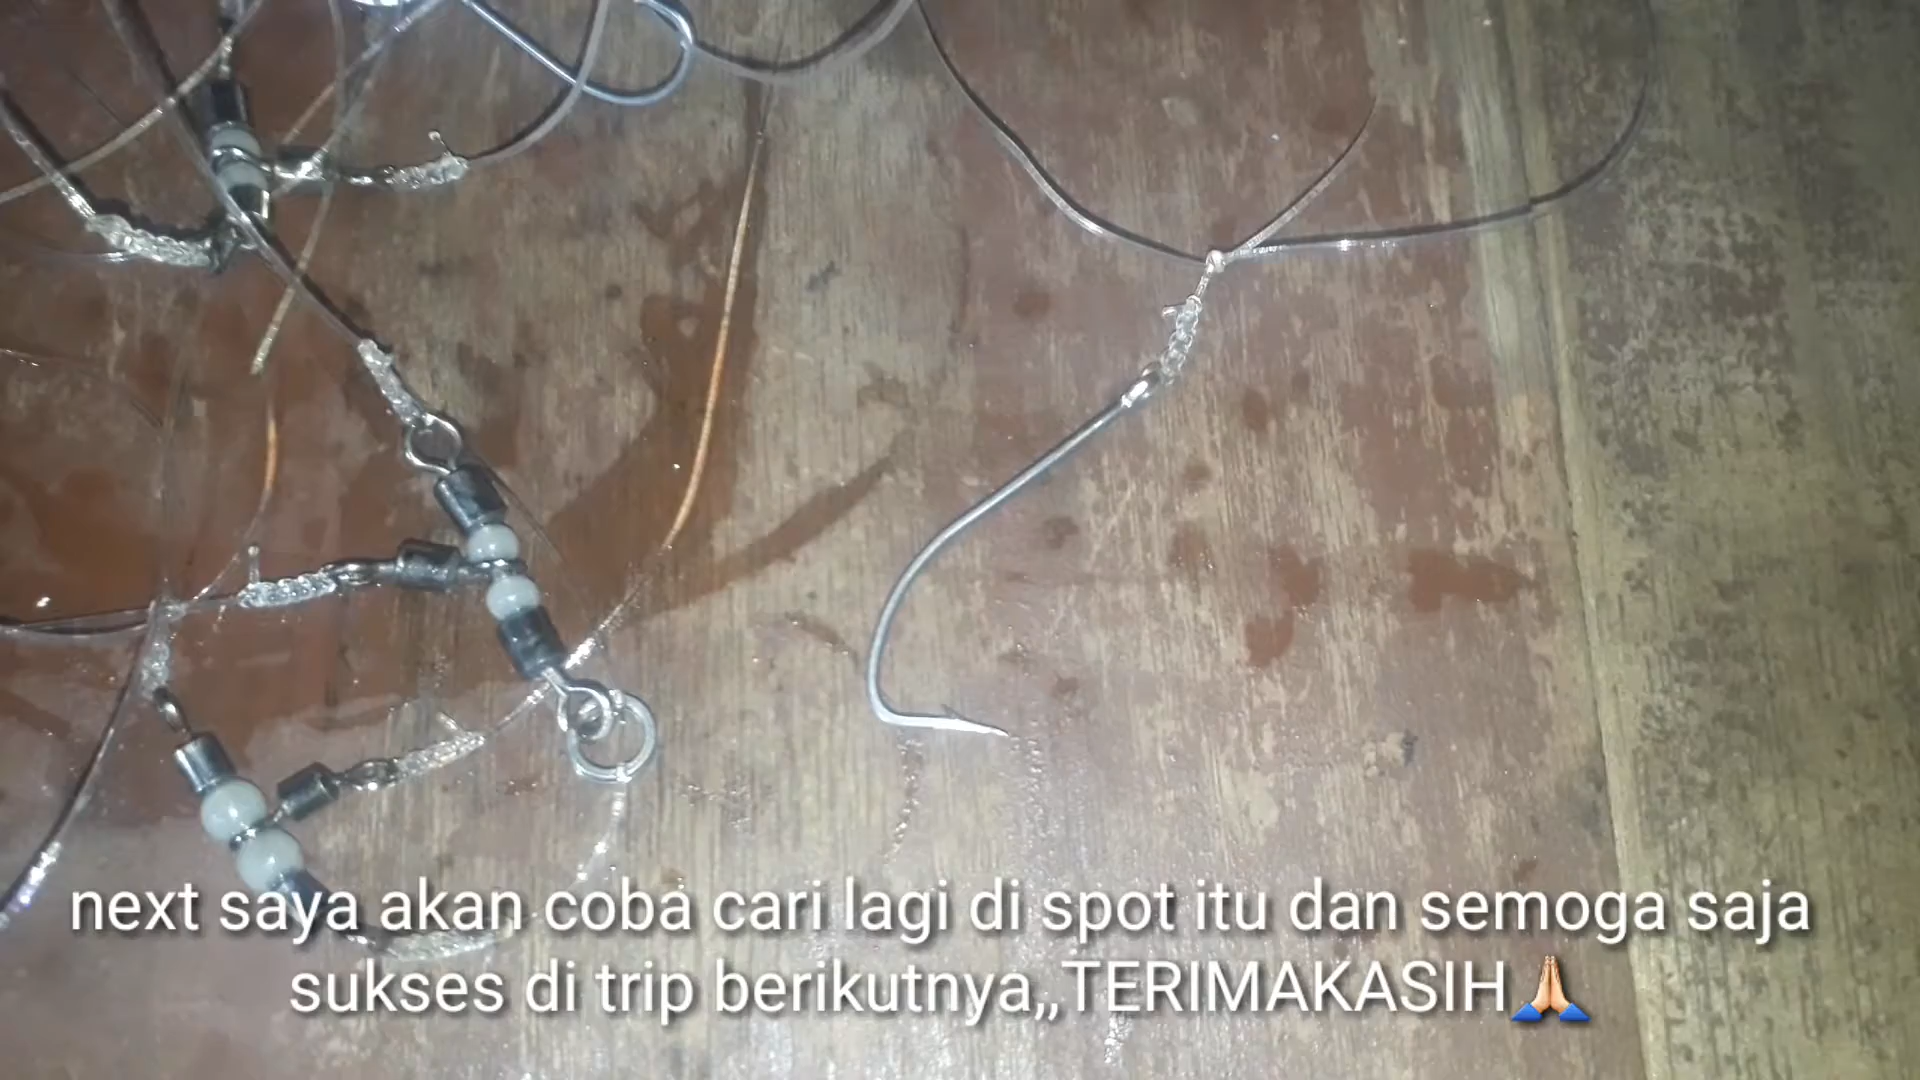 next saya akan coba cari lagi di spot itu dan semoga saja
sukses di trip berikutnya,,TERIMAKASIH🙏